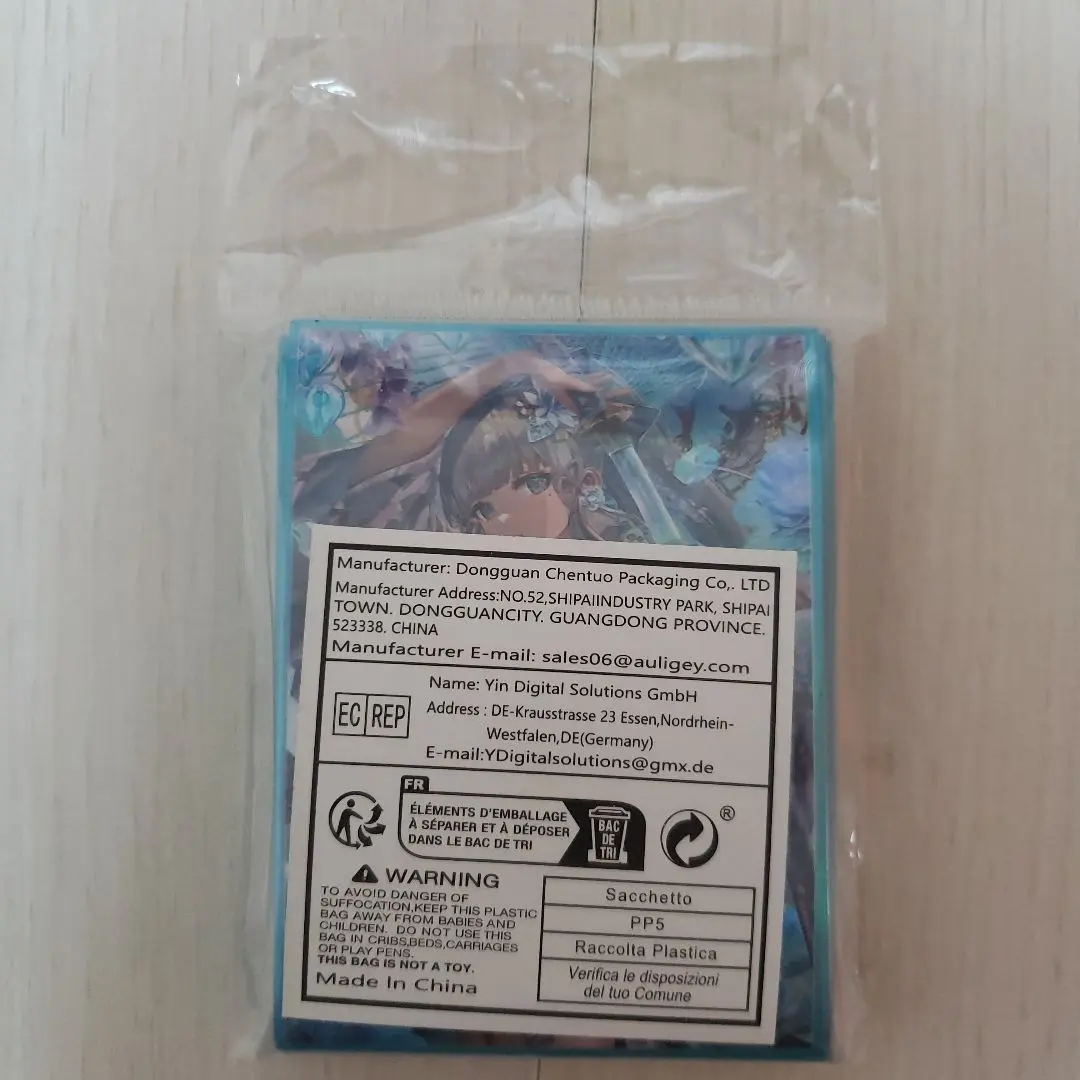 Manufacturer: Dongguan Chentuo Packaging Co,. LTD
Manufacturer Address:NO.52,SHIPAIINDUSTRY PARK, SHIPAI
TOWN. DONGGUANCITY. GUANGDONG PROVINCE.
523338. CHINA
Manufacturer E-mail: sales06@auligey.com
EC REP
Name: Yin Digital Solutions GmbH
Address : DE-Krausstrasse 23 Essen,Nordrhein-
Westfalen,DE(Germany)
E-mail:YDigitalsolutions@gmx.de
FR
ÉLÉMENTS D'EMBALLAGE
À SÉPARER ET À DÉPOSER
DANS LE BAC DE TRI
BAC
DE
TRI
®
WARNING
TO AVOID DANGER OF
SUFFOCATION,KEEP THIS PLASTIC
BAG AWAY FROM BABIES AND
CHILDREN. DO NOT USE THIS
BAG IN CRIBS,BEDS,CARRIAGES
OR PLAY PENS.
THIS BAG IS NOT A TOY.
Made In China
Sacchetto
PP5
Raccolta Plastica
Verifica le disposizioni
del tuo Comune